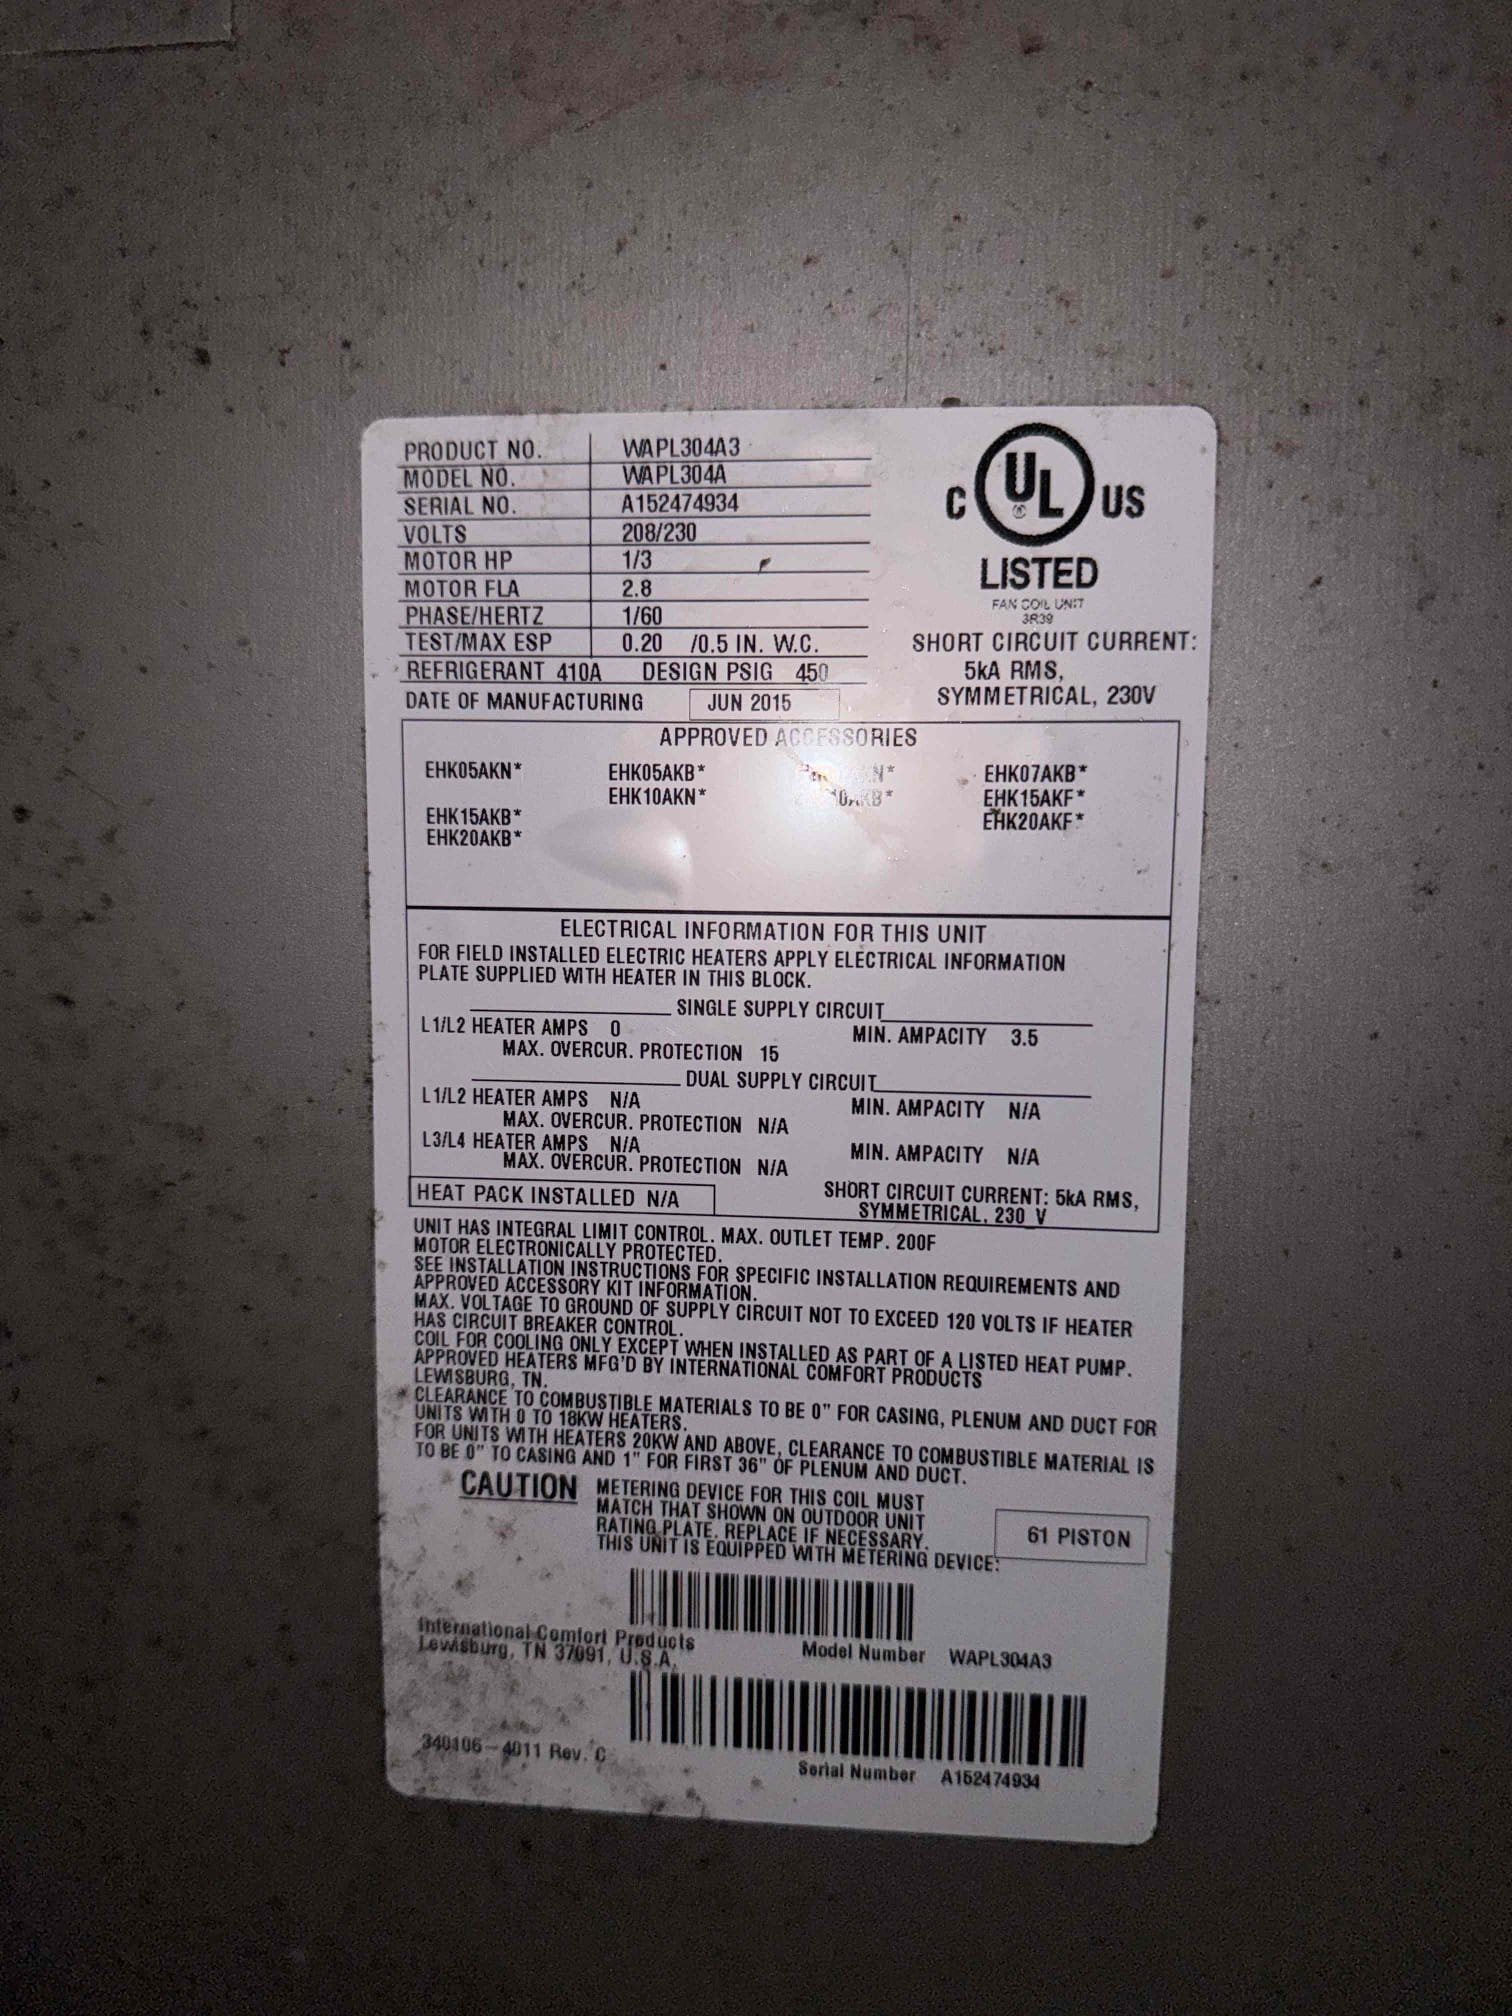 PRODUCT NO. WAPL304A3
MODEL NO. WAPL304A
SERIAL NO. A152474934
VOLTS 208/230
MOTOR HP 1/3
MOTOR FLA 2.8
PHASE/HERTZ 1/60
TEST/MAX ESP 0.20 /0.5 IN. W.C.
REFRIGERANT 410A DESIGN PSIG 450
DATE OF MANUFACTURING JUN 2015
C UL US
LISTED
FAN COIL UNIT
3R39
SHORT CIRCUIT CURRENT:
5kA RMS,
SYMMETRICAL, 230V
APPROVED ACCESSORIES
EHK05AKN* EHK05AKB* EHK07AKB*
EHK10AKN* EHK15AKF*
EHK15AKB* EHK20AKF*
EHK20AKB*
ELECTRICAL INFORMATION FOR THIS UNIT
FOR FIELD INSTALLED ELECTRIC HEATERS APPLY ELECTRICAL INFORMATION
PLATE SUPPLIED WITH HEATER IN THIS BLOCK.
SINGLE SUPPLY CIRCUIT
L1/L2 HEATER AMPS 0 MIN. AMPACITY 3.5
MAX. OVERCUR. PROTECTION 15
DUAL SUPPLY CIRCUIT
L1/L2 HEATER AMPS N/A MIN. AMPACITY N/A
MAX. OVERCUR. PROTECTION N/A
L3/L4 HEATER AMPS N/A MIN. AMPACITY N/A
MAX. OVERCUR. PROTECTION N/A
HEAT PACK INSTALLED N/A
SHORT CIRCUIT CURRENT: 5kA RMS,
SYMMETRICAL, 230 V
UNIT HAS INTEGRAL LIMIT CONTROL. MAX. OUTLET TEMP. 200F
MOTOR ELECTRONICALLY PROTECTED.
SEE INSTALLATION INSTRUCTIONS FOR SPECIFIC INSTALLATION REQUIREMENTS AND
APPROVED ACCESSORY KIT INFORMATION.
MAX. VOLTAGE TO GROUND OF SUPPLY CIRCUIT NOT TO EXCEED 120 VOLTS IF HEATER
HAS CIRCUIT BREAKER CONTROL.
COIL FOR COOLING ONLY EXCEPT WHEN INSTALLED AS PART OF A LISTED HEAT PUMP.
APPROVED HEATERS MFG'D BY INTERNATIONAL COMFORT PRODUCTS
LEWISBURG, TN.
CLEARANCE TO COMBUSTIBLE MATERIALS TO BE 0" FOR CASING, PLENUM AND DUCT FOR
UNITS WITH 0 TO 18KW HEATERS.
FOR UNITS WITH HEATERS 20KW AND ABOVE, CLEARANCE TO COMBUSTIBLE MATERIAL IS
TO BE 0" TO CASING AND 1" FOR FIRST 36" OF PLENUM AND DUCT.
CAUTION METERING DEVICE FOR THIS COIL MUST
MATCH THAT SHOWN ON OUTDOOR UNIT
RATING PLATE. REPLACE IF NECESSARY.
THIS UNIT IS EQUIPPED WITH METERING DEVICE: 61 PISTON
International Comfort Products
Lewisburg, TN 37091, U.S.A.
Model Number WAPL304A3
340106-4011 Rev. C
Serial Number A152474934